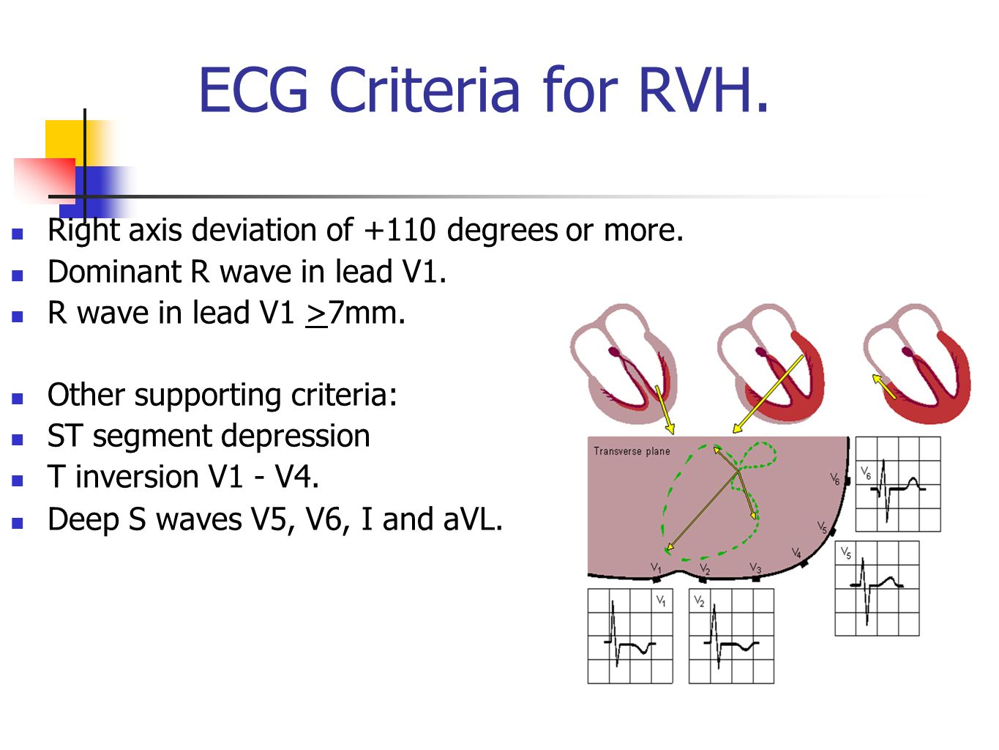 ECG Criteria for RVH.
Right axis deviation of +110 degrees or more.
Dominant R wave in lead V1.
R wave in lead V1 >7mm.
Other supporting criteria:
ST segment depression
T inversion V1 - V4.
Deep S waves V5, V6, I and aVL.
Transverse plane
V6
V6
V5
V5
V4
V1
V2
V3
V1
V2